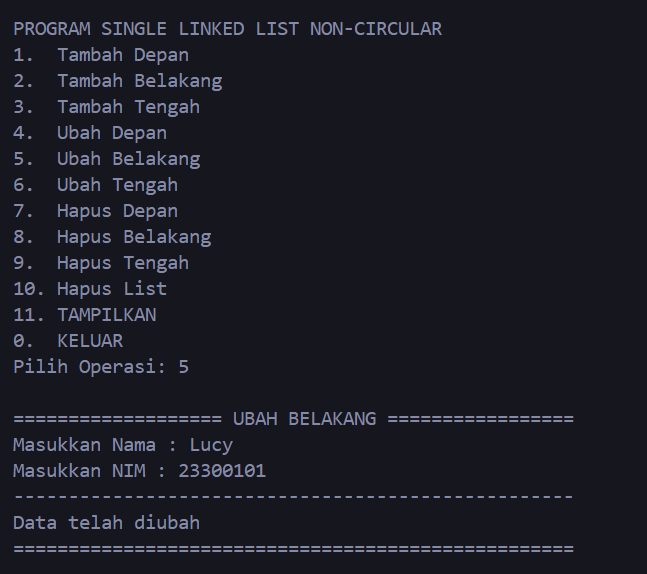 PROGRAM SINGLE LINKED LIST NON-CIRCULAR
1.  Tambah Depan
2.  Tambah Belakang
3.  Tambah Tengah
4.  Ubah Depan
5.  Ubah Belakang
6.  Ubah Tengah
7.  Hapus Depan
8.  Hapus Belakang
9.  Hapus Tengah
10. Hapus List
11. TAMPILKAN
0.  KELUAR
Pilih Operasi: 5
=================== UBAH BELAKANG =================
Masukkan Nama : Lucy
Masukkan NIM : 23300101
---------------------------------------------------
Data telah diubah
===================================================